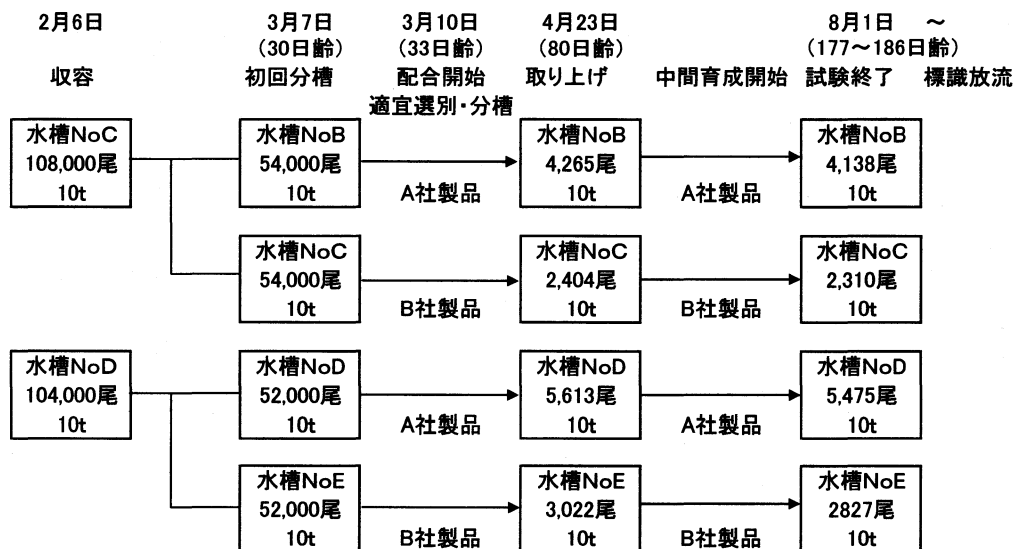 2月6日
3月7日
3月10日
4月23日
8月1日 ～
(30日齢)
(33日齢)
(80日齢)
(177～186日齢)
収容
初回分槽
配合開始
取り上げ
中間育成開始
試験終了
標識放流
適宜選別・分槽
水槽NoC
108,000尾
10t
水槽NoB
54,000尾
10t
A社製品
水槽NoB
4,265尾
10t
A社製品
水槽NoB
4,138尾
10t
水槽NoC
54,000尾
10t
B社製品
水槽NoC
2,404尾
10t
B社製品
水槽NoC
2,310尾
10t
水槽NoD
104,000尾
10t
水槽NoD
52,000尾
10t
A社製品
水槽NoD
5,613尾
10t
A社製品
水槽NoD
5,475尾
10t
水槽NoE
52,000尾
10t
B社製品
水槽NoE
3,022尾
10t
B社製品
水槽NoE
2827尾
10t